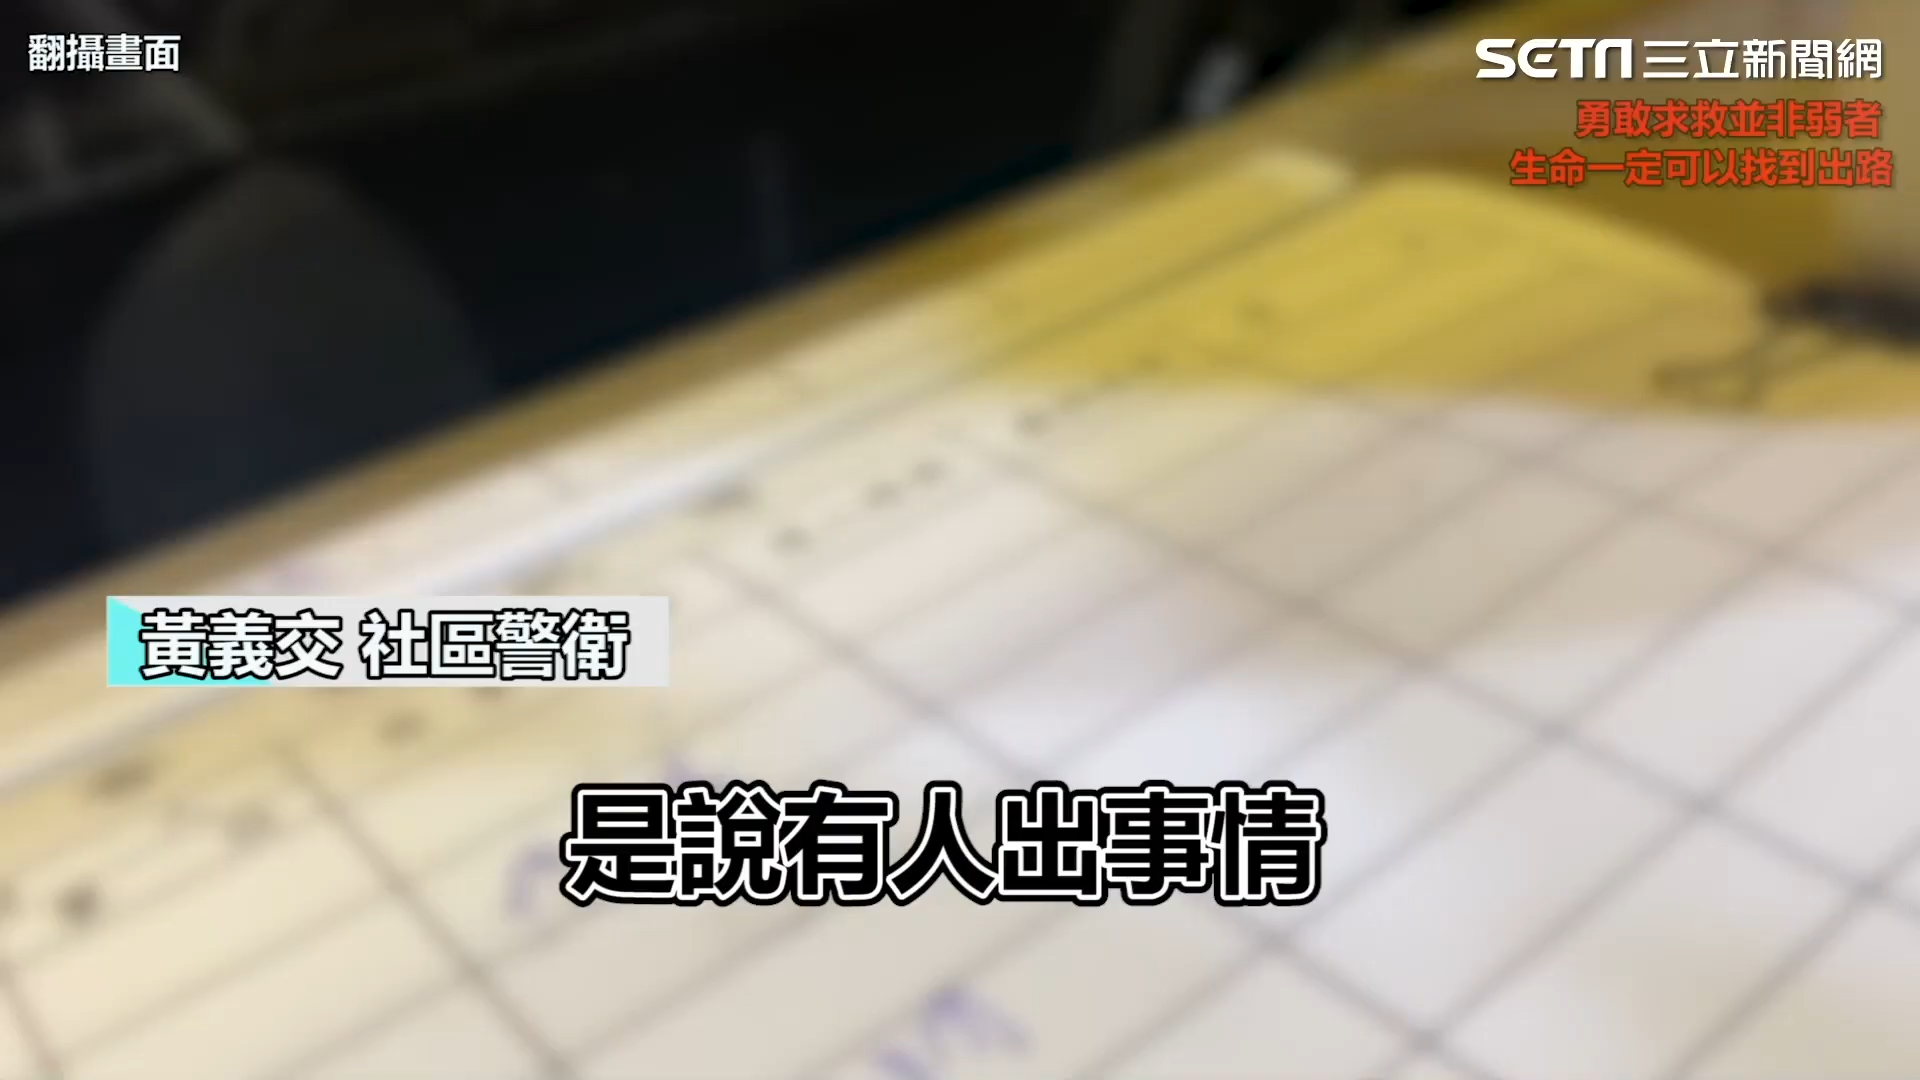 翻攝畫面
SETN三立新聞網
勇敢求救並非弱者
生命一定可以找到出路
黃義交 社區警衛
是說有人出事情